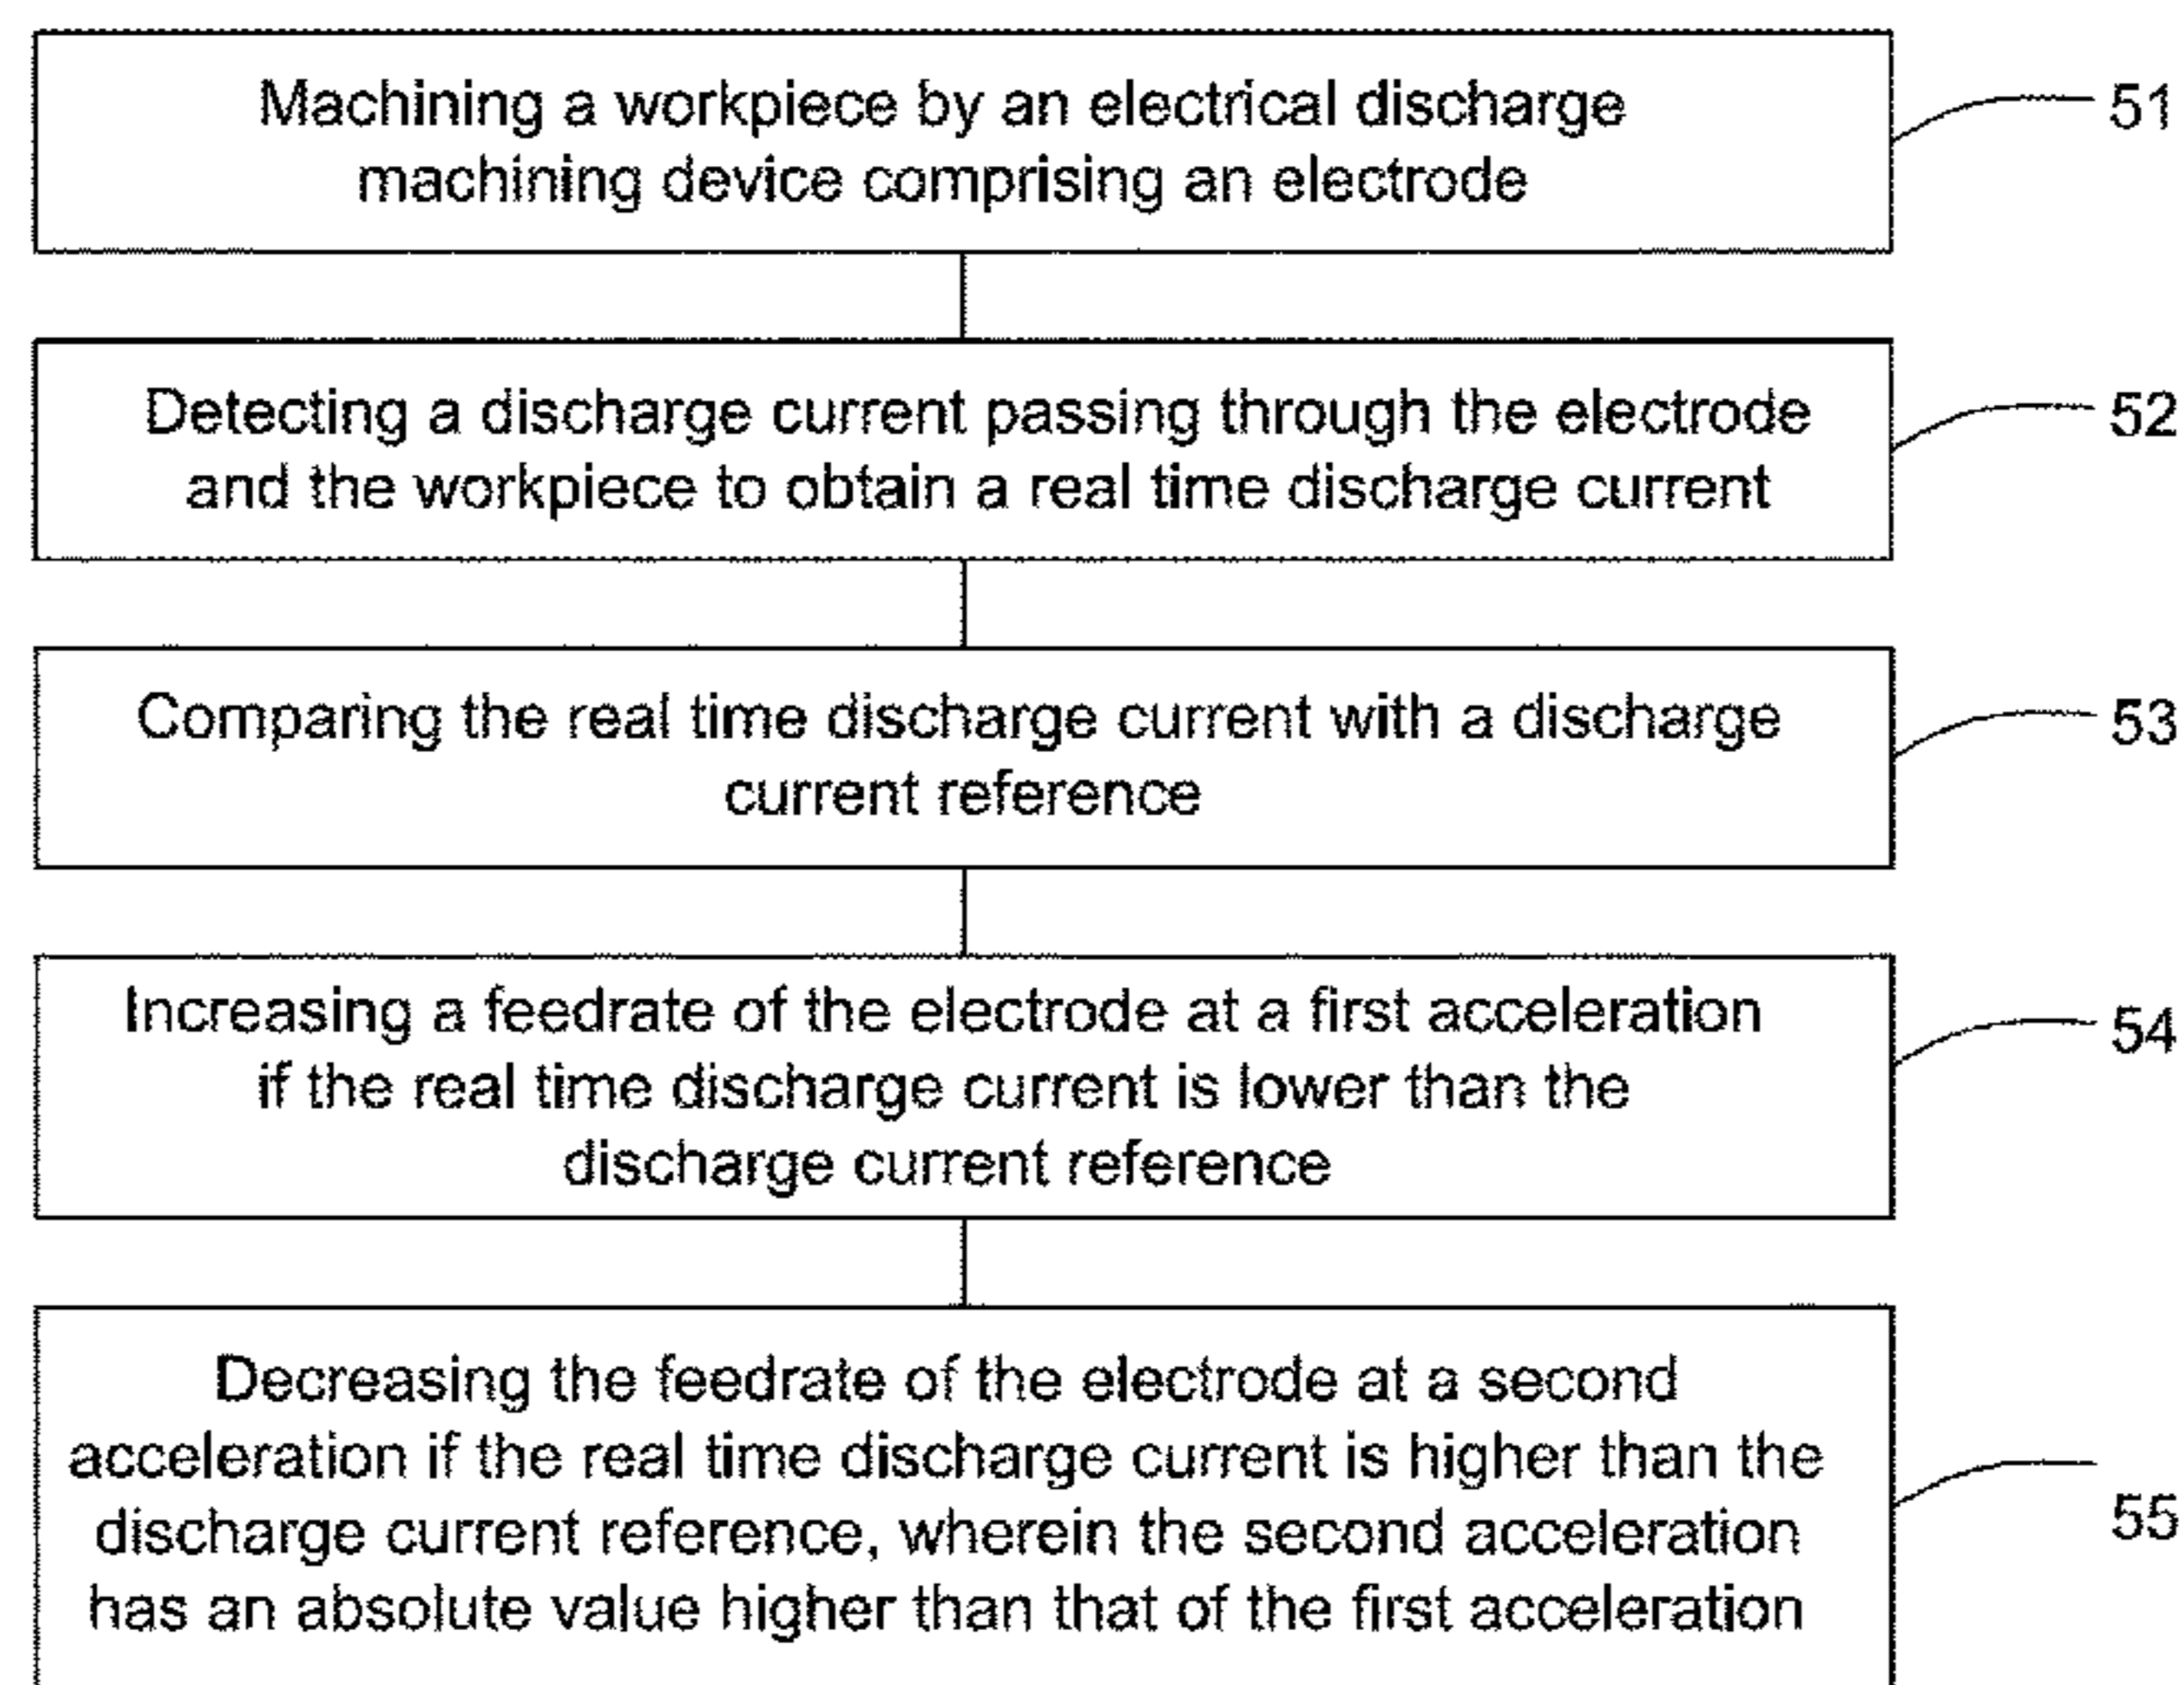 Machining a workpiece by an electrical discharge
machining device comprising an electrode
51
Detecting a discharge current passing through the electrode
and the workpiece to obtain a real time discharge current
52
Comparing the real time discharge current with a discharge
current reference
53
Increasing a feedrate of the electrode at a first acceleration
if the real time discharge current is lower than the
discharge current reference
54
Decreasing the feedrate of the electrode at a second
acceleration if the real time discharge current is higher than the
discharge current reference, wherein the second acceleration
has an absolute value higher than that of the first acceleration
55